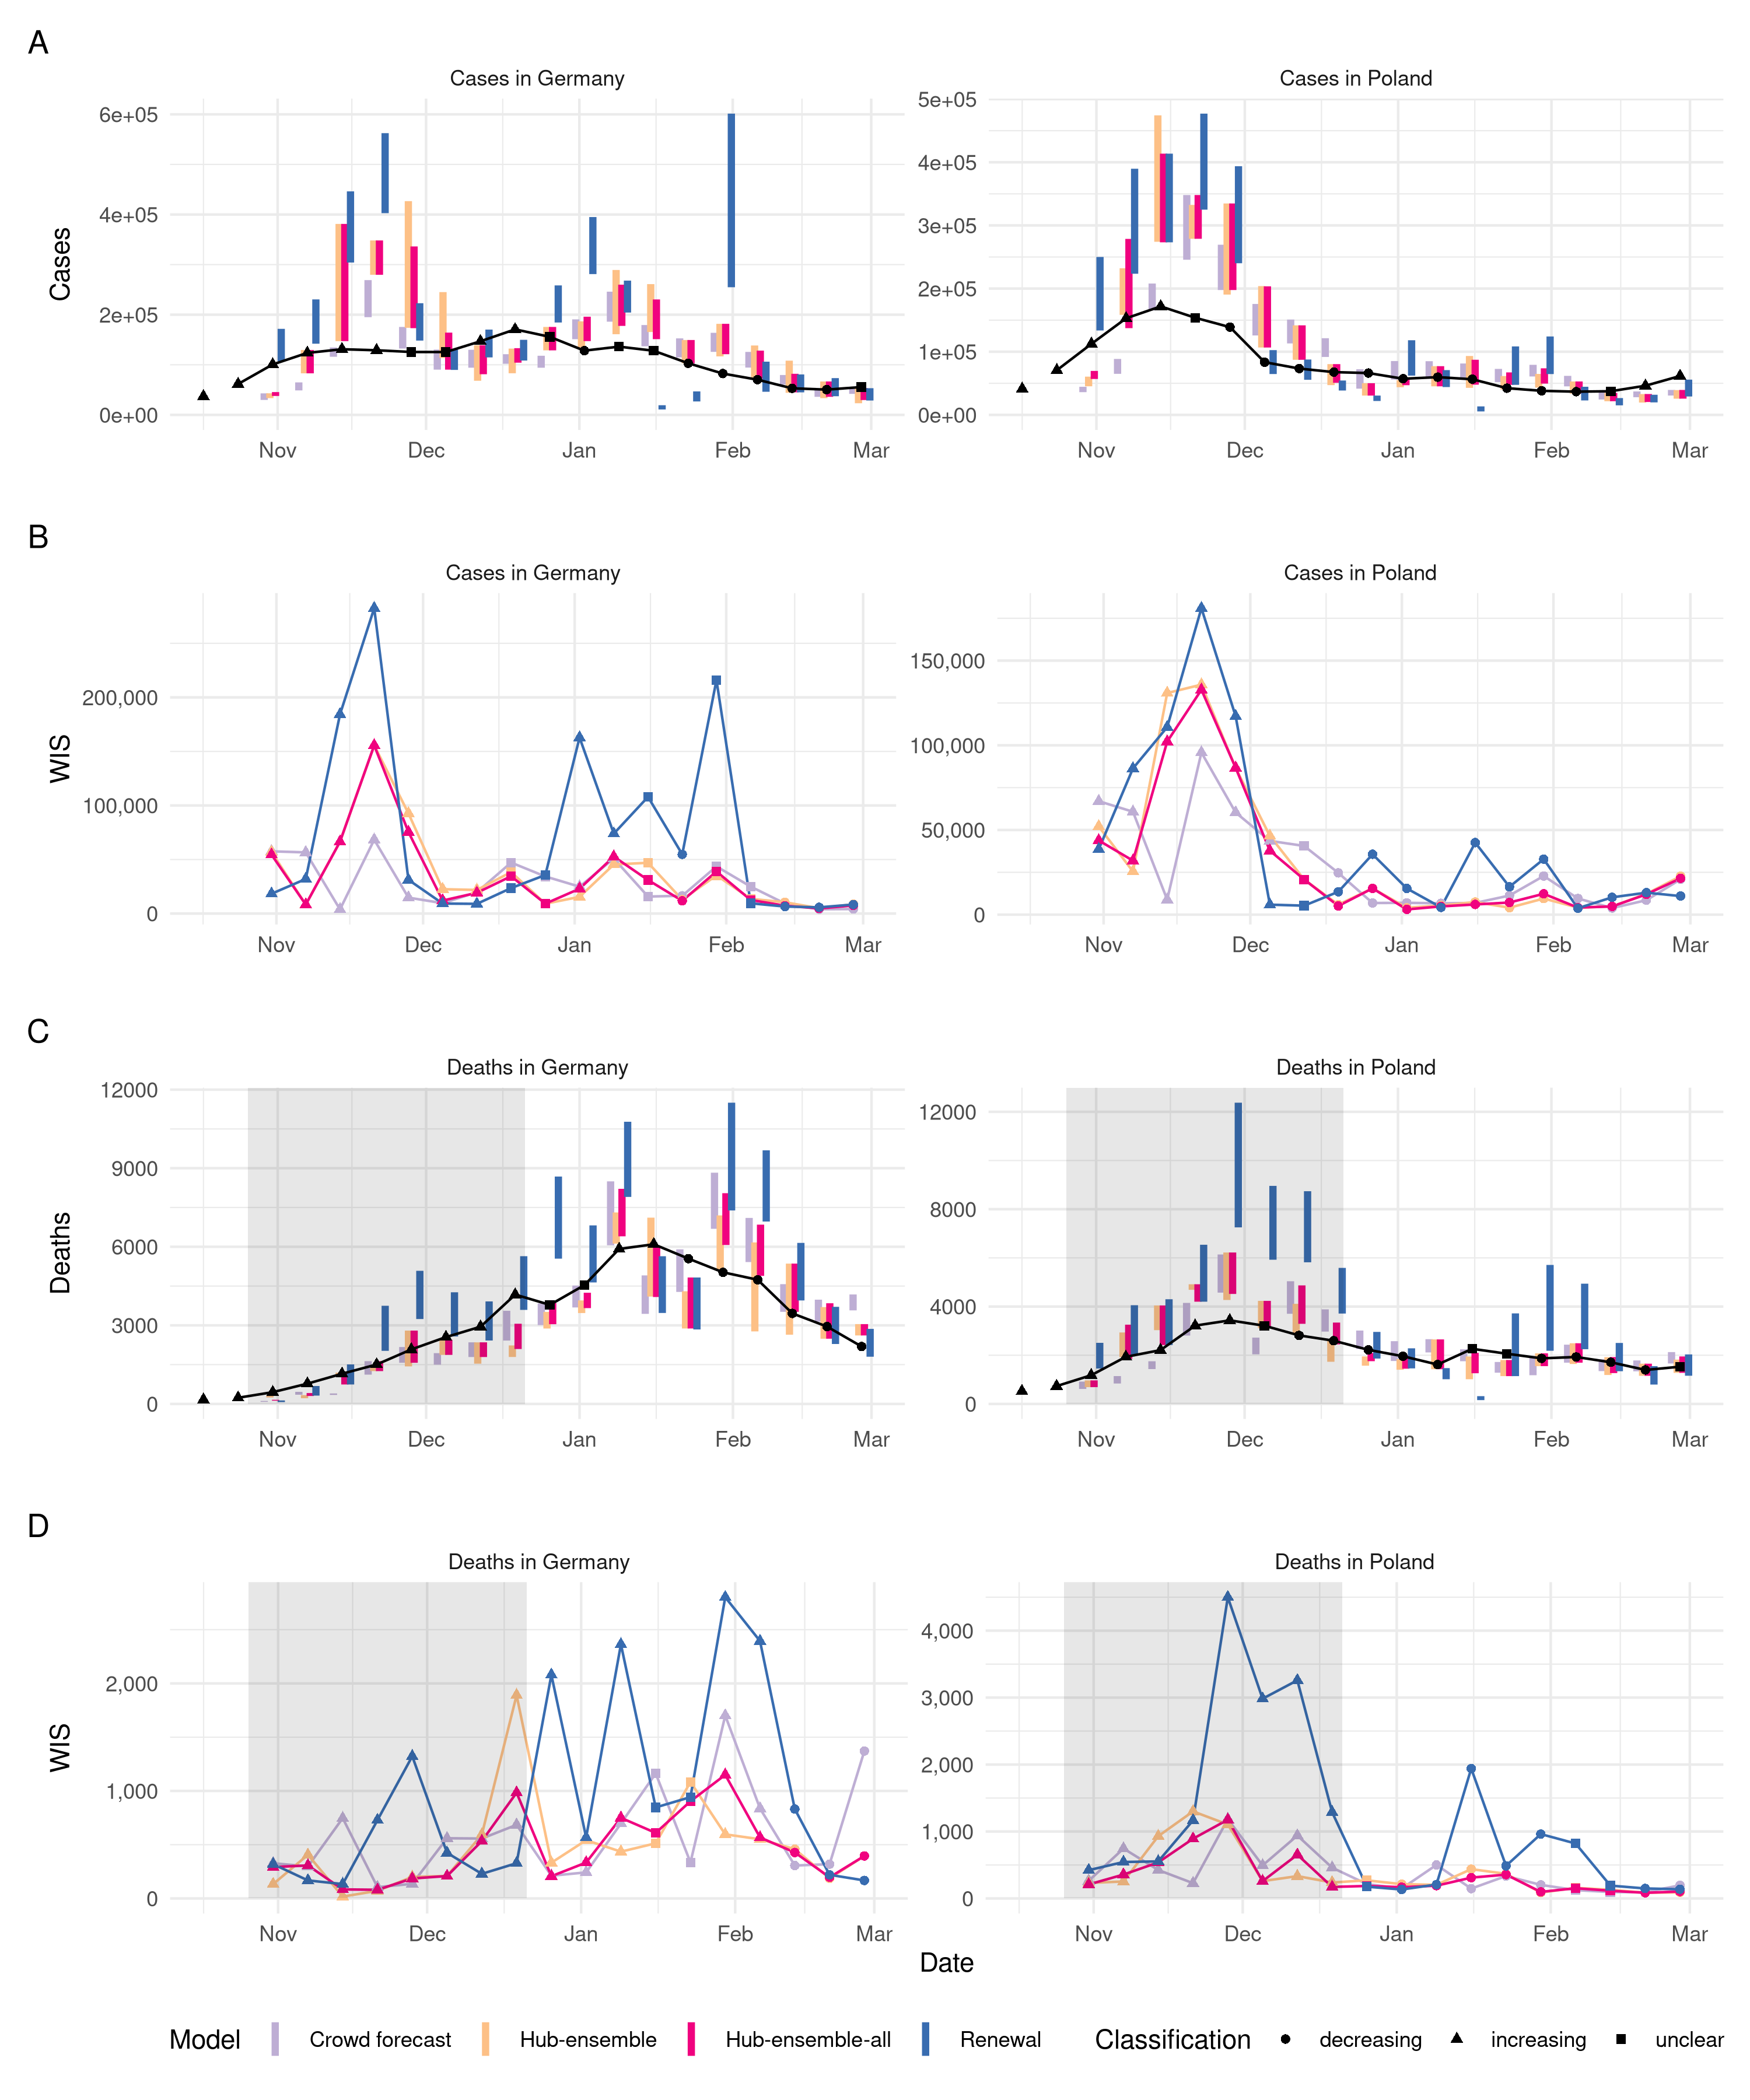 A
Cases in Germany
Cases in Poland
Cases
6e+05
4e+05
2e+05
0e+00
5e+05
4e+05
3e+05
2e+05
1e+05
0e+00
Nov Dec Jan Feb Mar
Nov Dec Jan Feb Mar
B
Cases in Germany
Cases in Poland
WIS
200,000
100,000
0
150,000
100,000
50,000
0
Nov Dec Jan Feb Mar
Nov Dec Jan Feb Mar
C
Deaths in Germany
Deaths in Poland
Deaths
12000
9000
6000
3000
0
12000
8000
4000
0
Nov Dec Jan Feb Mar
Nov Dec Jan Feb Mar
D
Deaths in Germany
Deaths in Poland
WIS
2,000
1,000
0
4,000
3,000
2,000
1,000
0
Nov Dec Jan Feb Mar
Nov Dec Jan Feb Mar
Date
Model Crowd forecast Hub-ensemble Hub-ensemble-all Renewal Classification decreasing increasing unclear